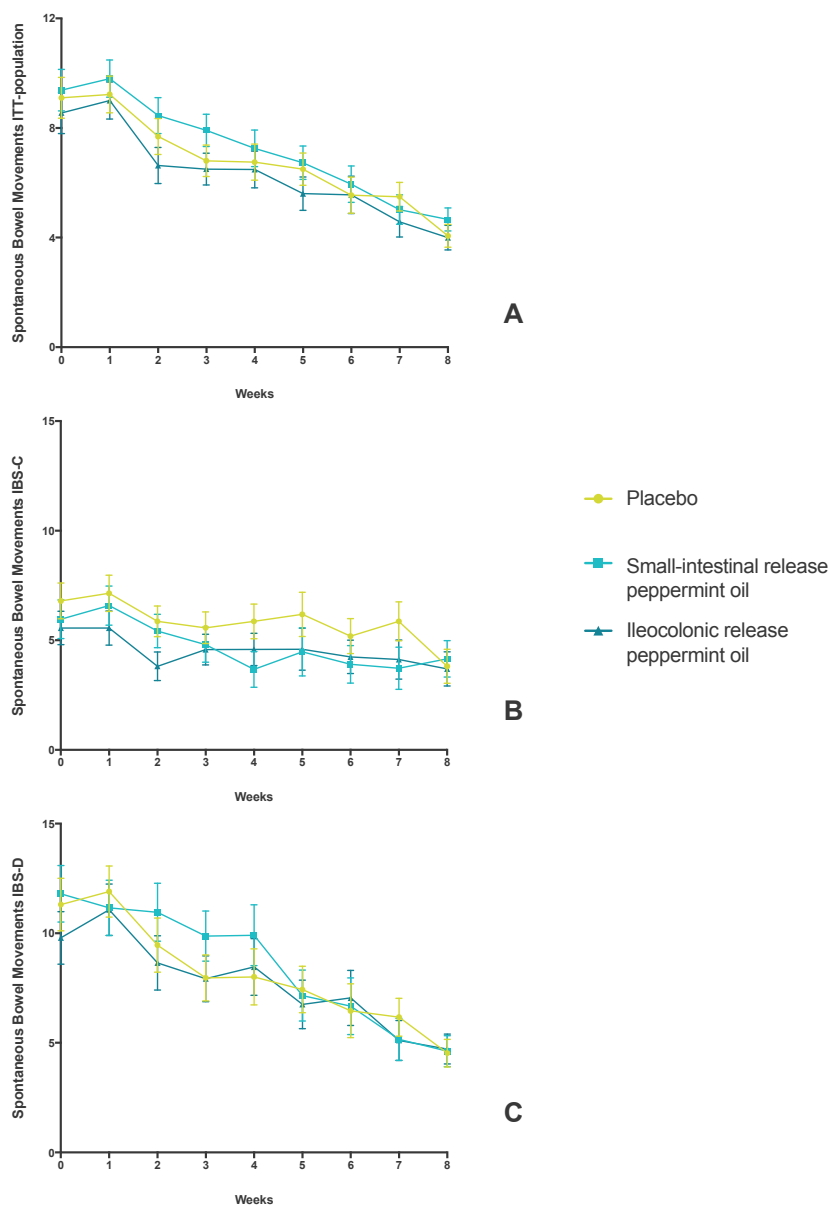 Spontaneous Bowel Movements ITT-population
12
8
4
0
0 1 2 3 4 5 6 7 8
Weeks
A
Spontaneous Bowel Movements IBS-C
15
10
5
0
0 1 2 3 4 5 6 7 8
Weeks
B
Placebo
Small-intestinal release
peppermint oil
Ileocolonic release
peppermint oil
Spontaneous Bowel Movements IBS-D
15
10
5
0
0 1 2 3 4 5 6 7 8
Weeks
C